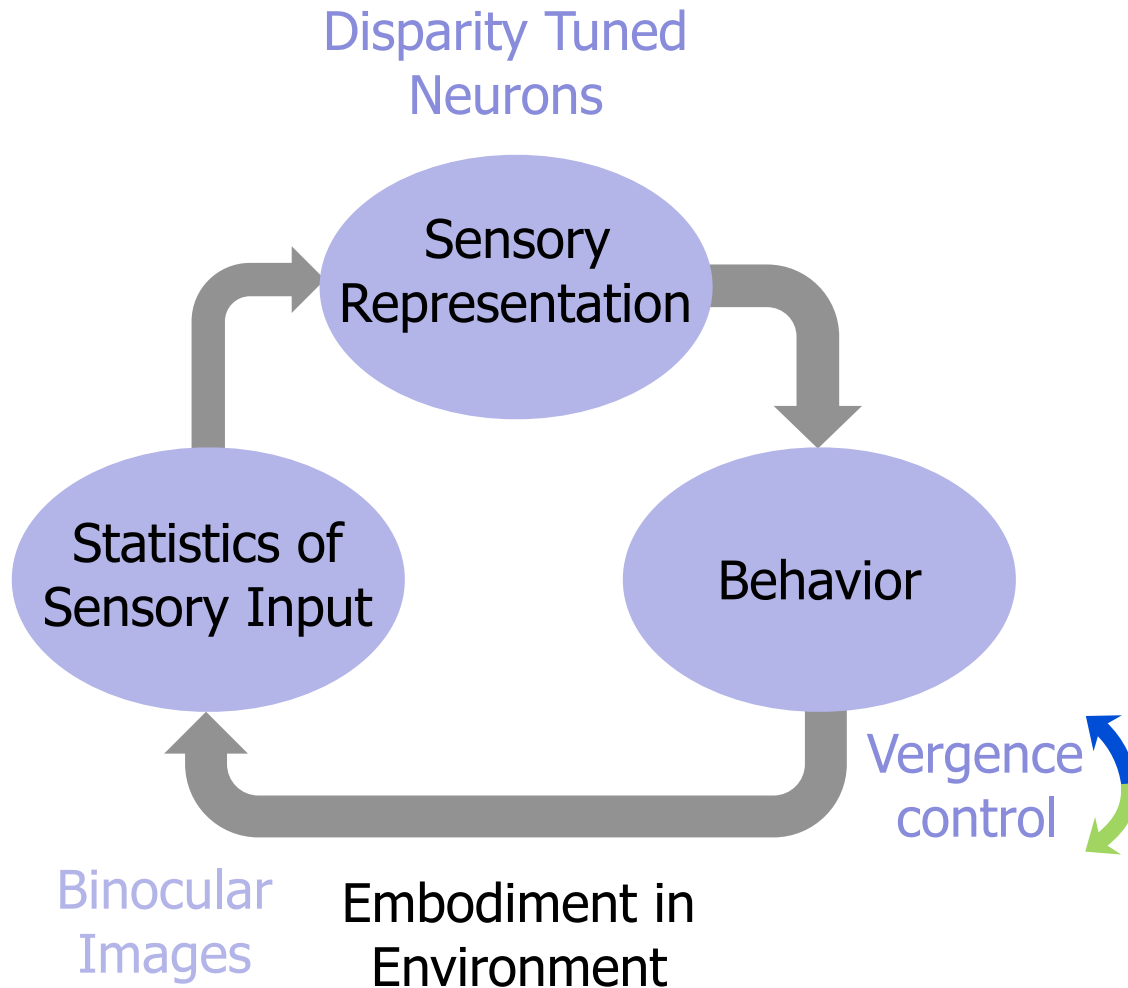 Disparity Tuned
Neurons
Sensory
Representation
Statistics of
Sensory Input
Behavior
Vergence
control
Binocular
Images
Embodiment in
Environment